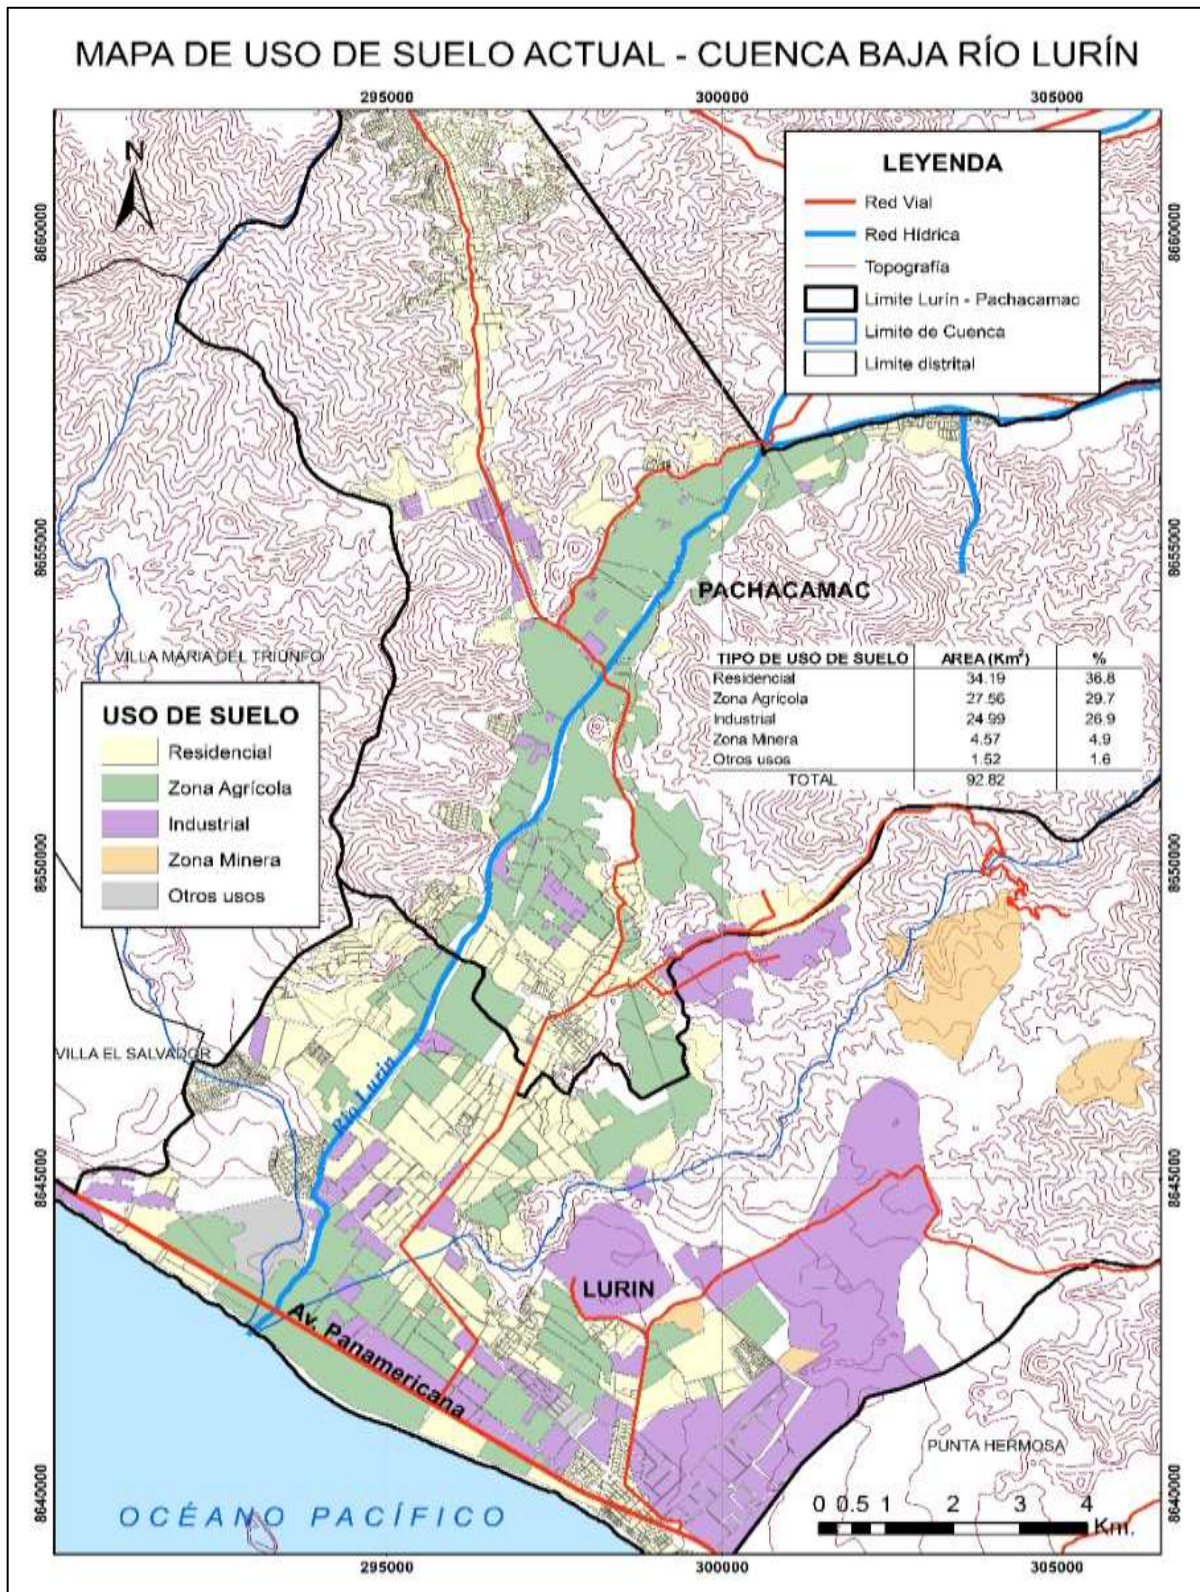 MAPA DE USO DE SUELO ACTUAL - CUENCA BAJA RÍO LURÍN
295000 300000 305000
N
LEYENDA
Red Vial
Red Hídrica
Topografía
Limite Lurín - Pachacamac
Limite de Cuenca
Limite distrital
8660000 8660000
8655000 8655000
PACHACAMAC
VILLA MARIA DEL TRIUNFO
TIPO DE USO DE SUELO AREA (Km²) %
Residencial 34.19 36.8
Zona Agrícola 27.56 29.7
Industrial 24.99 26.9
Zona Minera 4.57 4.9
Otros usos 1.52 1.6
TOTAL 92.82
USO DE SUELO
Residencial
Zona Agrícola
Industrial
Zona Minera
Otros usos
8650000 8650000
VILLA EL SALVADOR
Río Lurín
8645000 8645000
LURIN
Av. Panamericana
PUNTA HERMOSA
8640000 8640000
OCÉANO PACÍFICO
0 0.5 1 2 3 4
Km.
295000 300000 305000